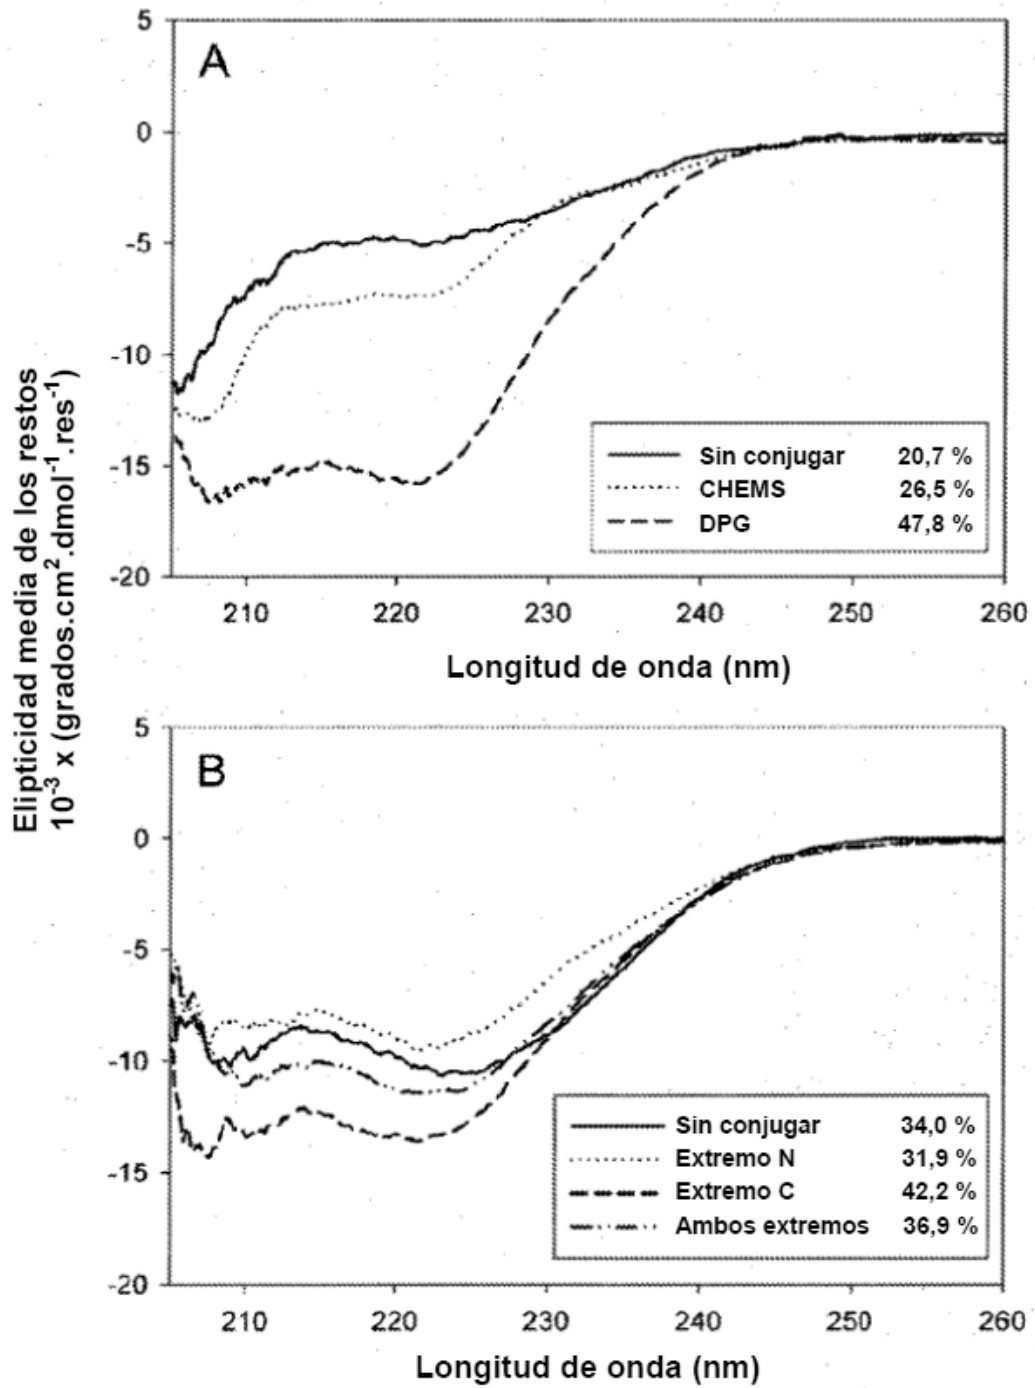 Elipticidad media de los restos
10⁻³ x (grados.cm².dmol⁻¹.res⁻¹)
A
5
0
-5
-10
-15
-20
Sin conjugar 20,7 %
CHEMS 26,5 %
DPG 47,8 %
210 220 230 240 250 260
Longitud de onda (nm)
B
5
0
-5
-10
-15
-20
Sin conjugar 34,0 %
Extremo N 31,9 %
Extremo C 42,2 %
Ambos extremos 36,9 %
210 220 230 240 250 260
Longitud de onda (nm)